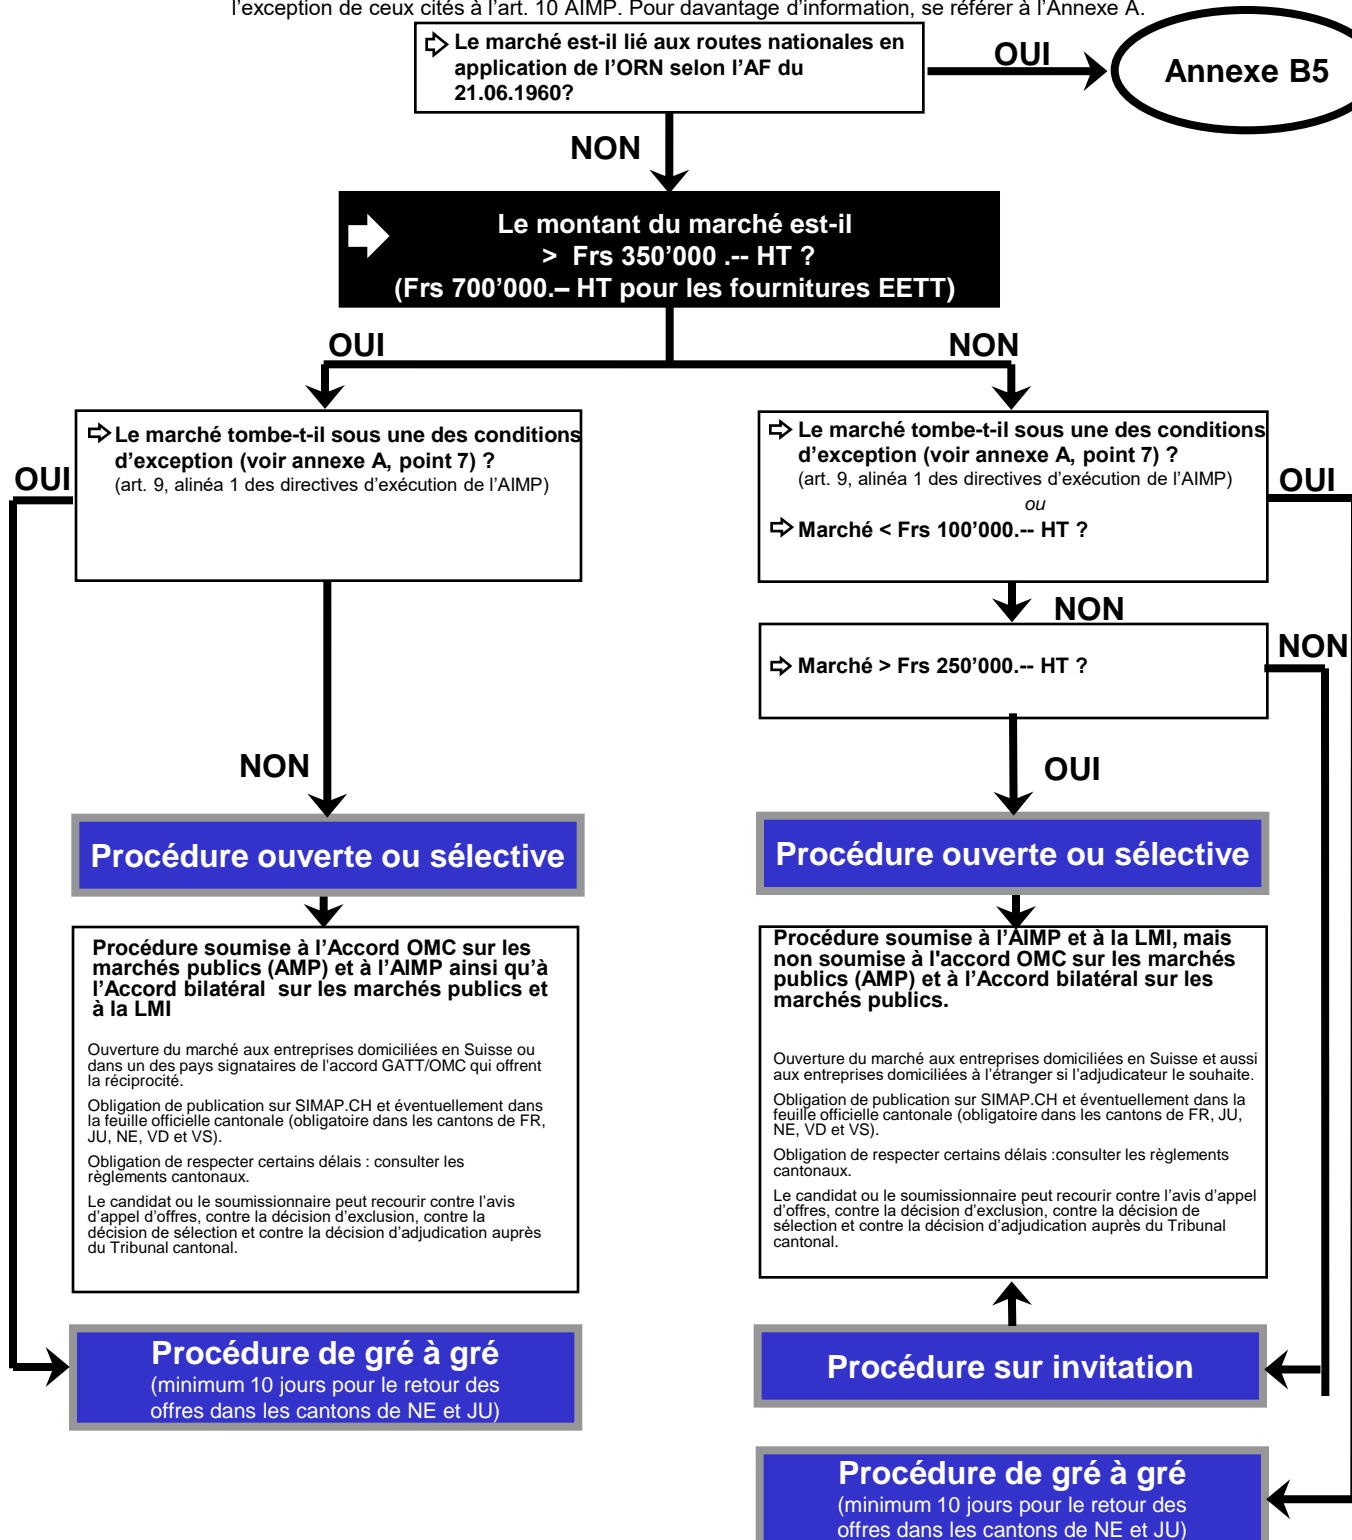 l'exception de ceux cités à l'art. 10 AIMP. Pour davantage d'information, se référer à l'Annexe A.
Le marché est-il lié aux routes nationales en
application de l'ORN selon l'AF du
21.06.1960?
OUI
Annexe B5
NON
Le montant du marché est-il
> Frs 350'000 .-- HT ?
(Frs 700'000.– HT pour les fournitures EETT)
OUI
NON
Le marché tombe-t-il sous une des conditions
d'exception (voir annexe A, point 7) ?
(art. 9, alinéa 1 des directives d'exécution de l'AIMP)
OUI
Le marché tombe-t-il sous une des conditions
d'exception (voir annexe A, point 7) ?
(art. 9, alinéa 1 des directives d'exécution de l'AIMP)
ou
Marché < Frs 100'000.-- HT ?
OUI
NON
Marché > Frs 250'000.-- HT ?
NON
NON
OUI
Procédure ouverte ou sélective
Procédure ouverte ou sélective
Procédure soumise à l'Accord OMC sur les
marchés publics (AMP) et à l'AIMP ainsi qu'à
l'Accord bilatéral sur les marchés publics et
à la LMI
Ouverture du marché aux entreprises domiciliées en Suisse ou
dans un des pays signataires de l'accord GATT/OMC qui offrent
la réciprocité.
Obligation de publication sur SIMAP.CH et éventuellement dans
la feuille officielle cantonale (obligatoire dans les cantons de FR,
JU, NE, VD et VS).
Obligation de respecter certains délais : consulter les
règlements cantonaux.
Le candidat ou le soumissionnaire peut recourir contre l'avis
d'appel d'offres, contre la décision d'exclusion, contre la
décision de sélection et contre la décision d'adjudication auprès
du Tribunal cantonal.
Procédure soumise à l'AIMP et à la LMI, mais
non soumise à l'accord OMC sur les marchés
publics (AMP) et à l'Accord bilatéral sur les
marchés publics.
Ouverture du marché aux entreprises domiciliées en Suisse et aussi
aux entreprises domiciliées à l'étranger si l'adjudicateur le souhaite.
Obligation de publication sur SIMAP.CH et éventuellement dans la
feuille officielle cantonale (obligatoire dans les cantons de FR, JU,
NE, VD et VS).
Obligation de respecter certains délais :consulter les règlements
cantonaux.
Le candidat ou le soumissionnaire peut recourir contre l'avis d'appel
d'offres, contre la décision d'exclusion, contre la décision de
sélection et contre la décision d'adjudication auprès du Tribunal
cantonal.
Procédure de gré à gré
(minimum 10 jours pour le retour des
offres dans les cantons de NE et JU)
Procédure sur invitation
Procédure de gré à gré
(minimum 10 jours pour le retour des
offres dans les cantons de NE et JU)